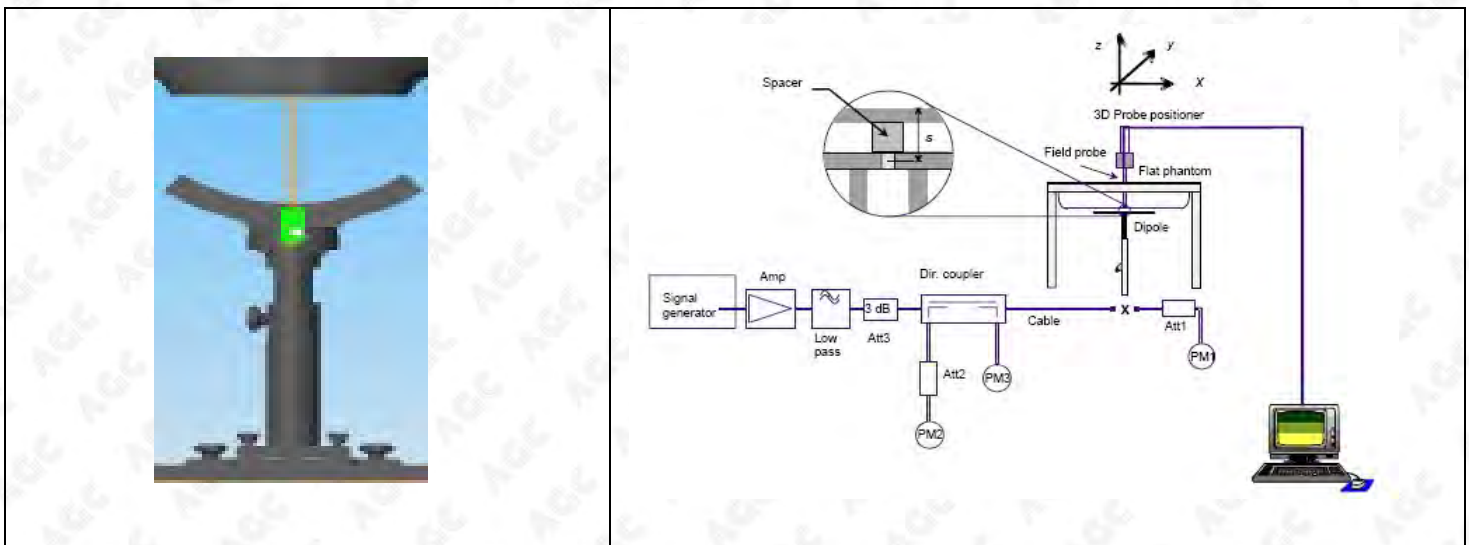 z
y
X
Spacer
s
3D Probe positioner
Field probe
Flat phantom
Dipole
Signal
generator
Amp
Low
pass
3 dB
Att3
Dir. coupler
Cable
x
Att1
PM1
Att2
PM3
PM2
AGC